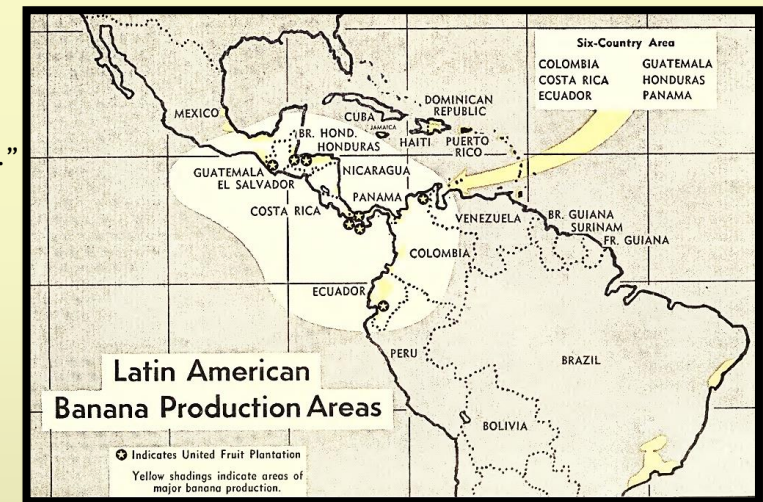 .”
Six-Country Area
COLOMBIA GUATEMALA
COSTA RICA HONDURAS
ECUADOR PANAMA
MEXICO
CUBA
JAMAICA
DOMINICAN
REPUBLIC
HAITI
PUERTO
RICO
BR. HOND.
HONDURAS
GUATEMALA
EL SALVADOR
NICARAGUA
COSTA RICA
PANAMA
VENEZUELA
BR. GUIANA
SURINAM
FR. GUIANA
COLOMBIA
ECUADOR
PERU
BRAZIL
BOLIVIA
Latin American
Banana Production Areas
Indicates United Fruit Plantation
Yellow shadings indicate areas of
major banana production.